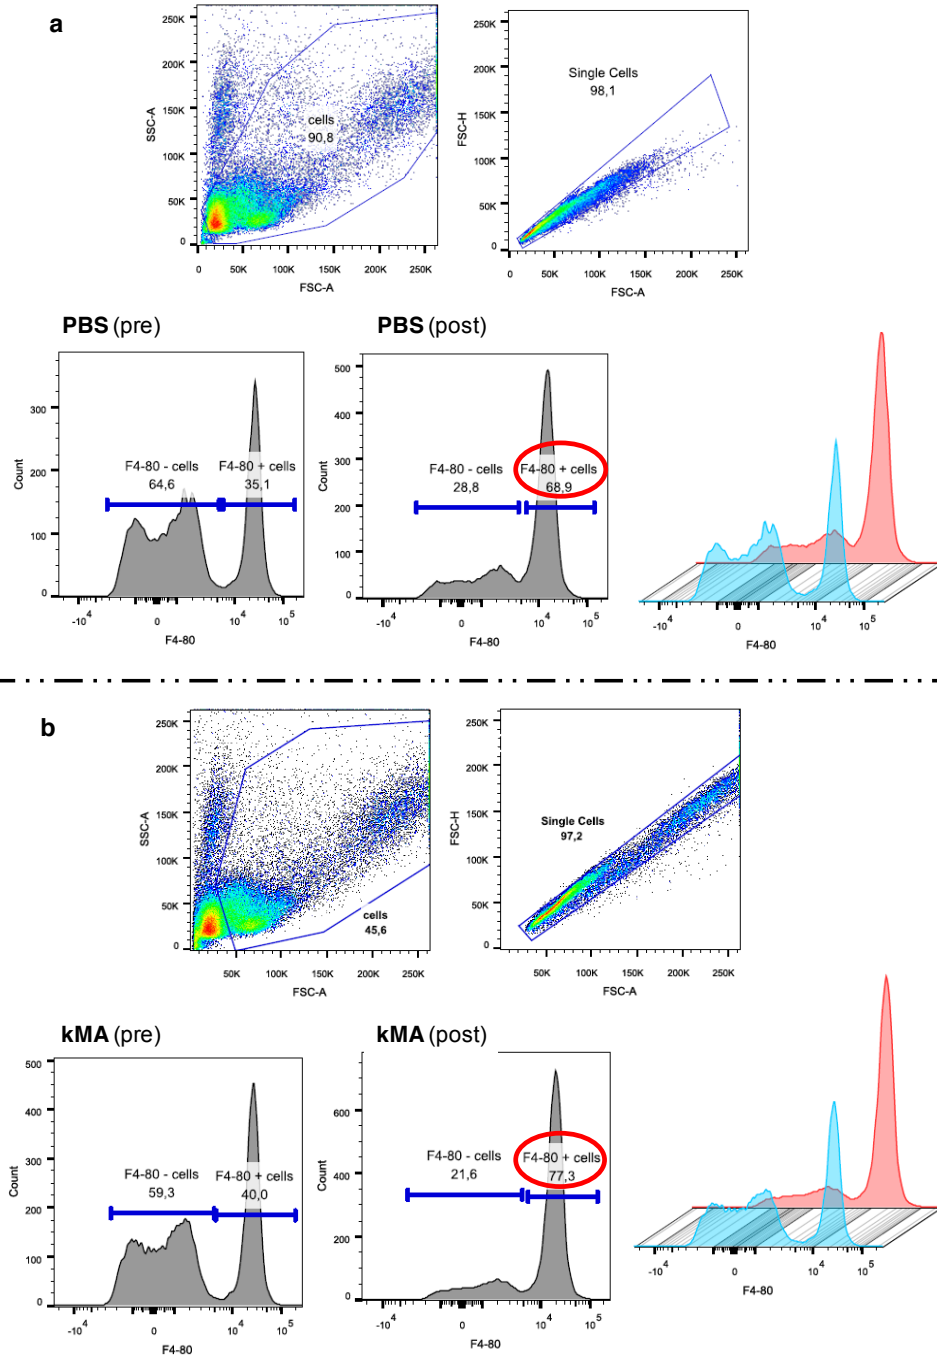 a
250K
200K
150K
100K
50K
0
SSC-A
cells
90,8
0 50K 100K 150K 200K 250K
FSC-A
250K
200K
150K
100K
50K
0
FSC-H
Single Cells
98,1
0 50K 100K 150K 200K 250K
FSC-A
PBS (pre)
300
200
100
0
Count
F4-80 - cells
64,6
F4-80 + cells
35,1
-10^4 0 10^4 10^5
F4-80
PBS (post)
500
400
300
200
100
0
Count
F4-80 - cells
28,8
F4-80 + cells
68,9
-10^4 0 10^4 10^5
F4-80
-10^4 0 10^4 10^5
F4-80
b
250K
200K
150K
100K
50K
0
SSC-A
cells
45,6
50K 100K 150K 200K 250K
FSC-A
250K
200K
150K
100K
50K
0
FSC-H
Single Cells
97,2
50K 100K 150K 200K 250K
FSC-A
kMA (pre)
500
400
300
200
100
0
Count
F4-80 - cells
59,3
F4-80 + cells
40,0
-10^4 0 10^4 10^5
F4-80
kMA (post)
600
400
200
0
Count
F4-80 - cells
21,6
F4-80 + cells
77,3
-10^4 0 10^4 10^5
F4-80
-10^4 0 10^4 10^5
F4-80